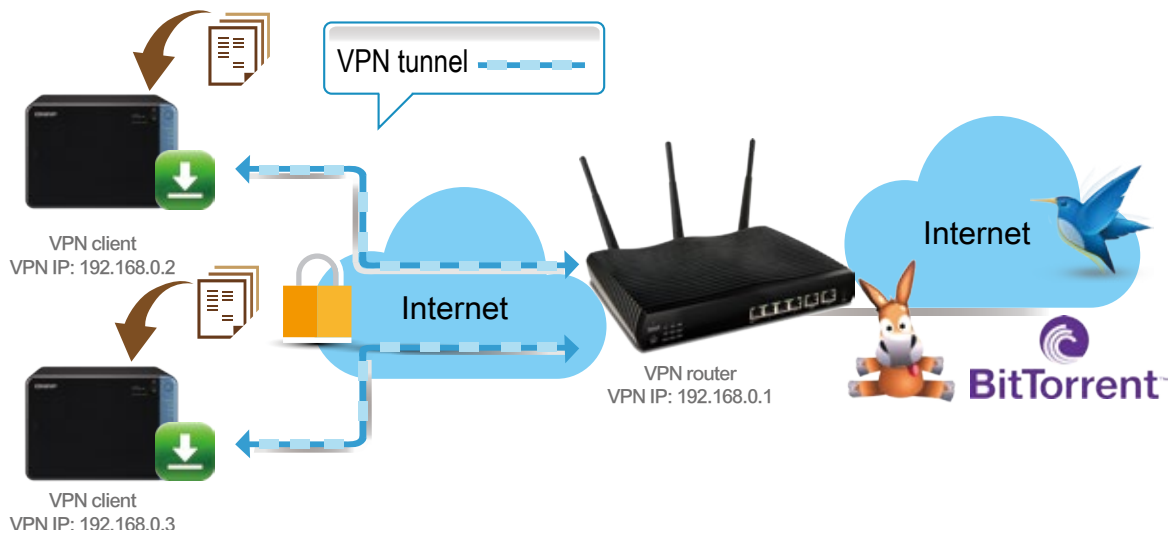 VPN tunnel
VPN client
VPN IP: 192.168.0.2
Internet
Internet
VPN router
VPN IP: 192.168.0.1
BitTorrent
VPN client
VPN IP: 192.168.0.3